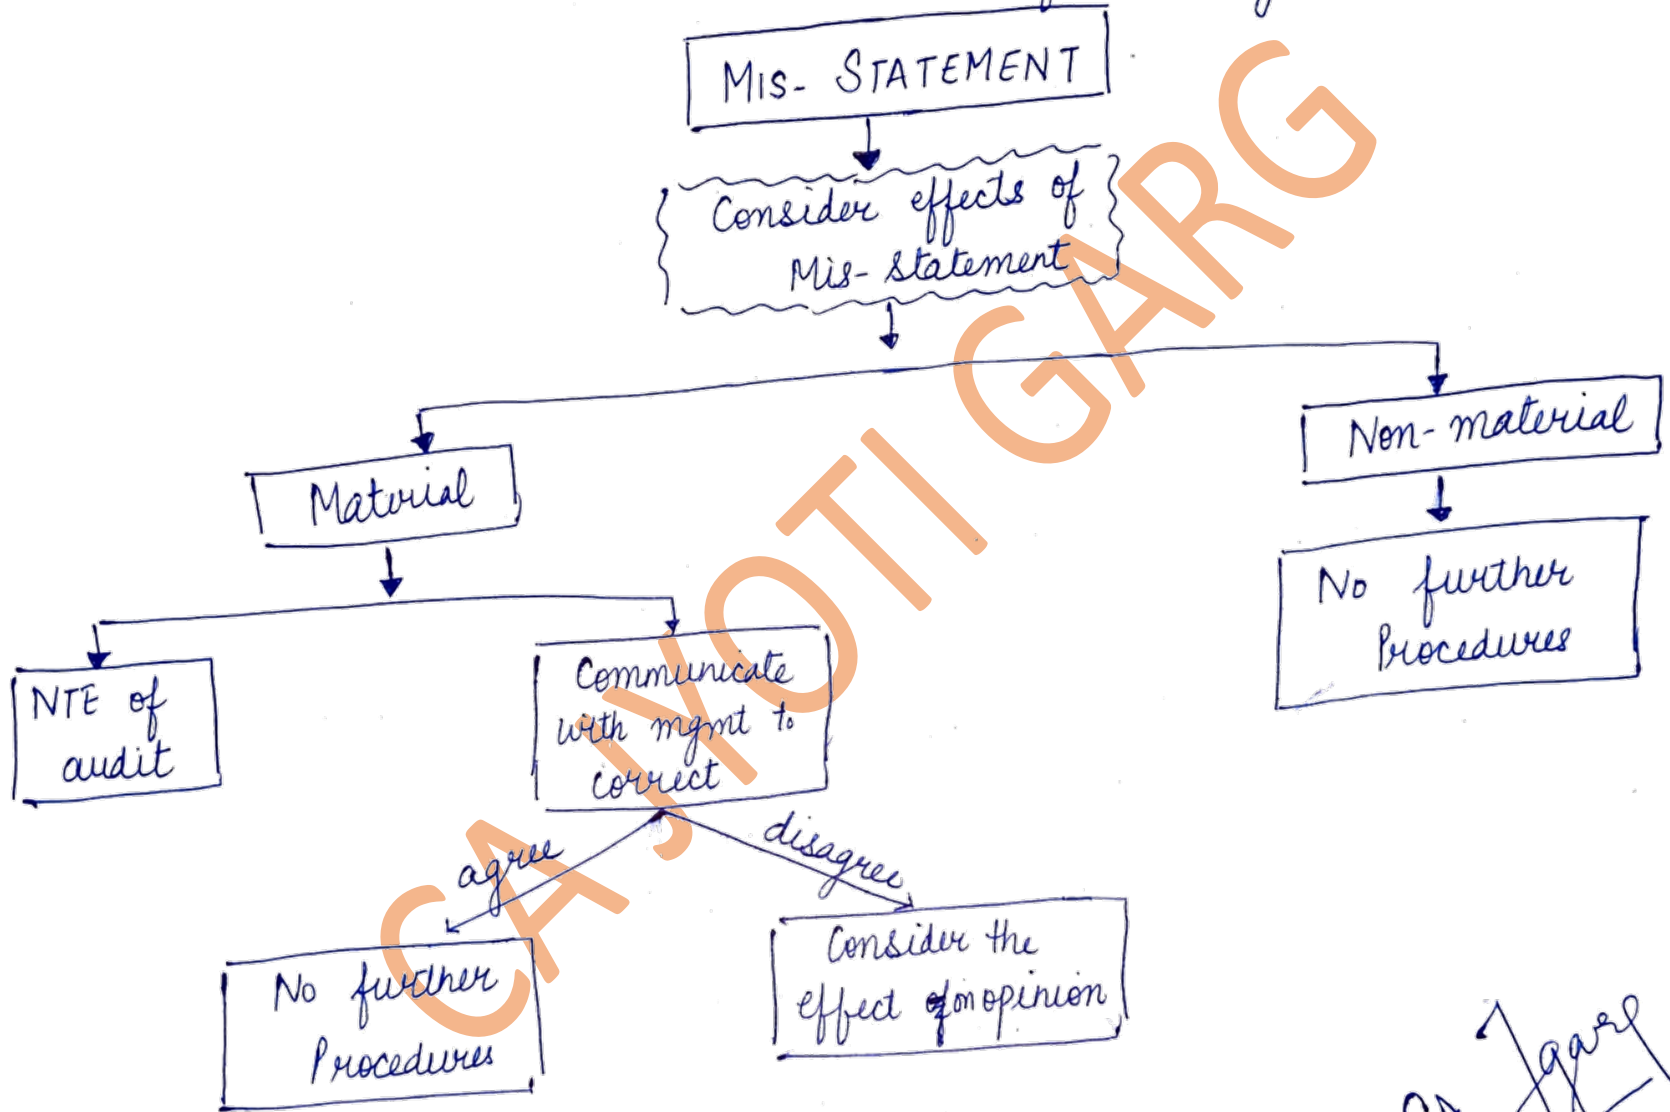 MIS- STATEMENT
Consider effects of
Mis- statement
Material
Non- material
No further
Procedures
NTE of
audit
Communicate
with mgmt to
correct
agree
disagree
No further
Procedures
Consider the
effect on opinion
CA JYOTI GARG